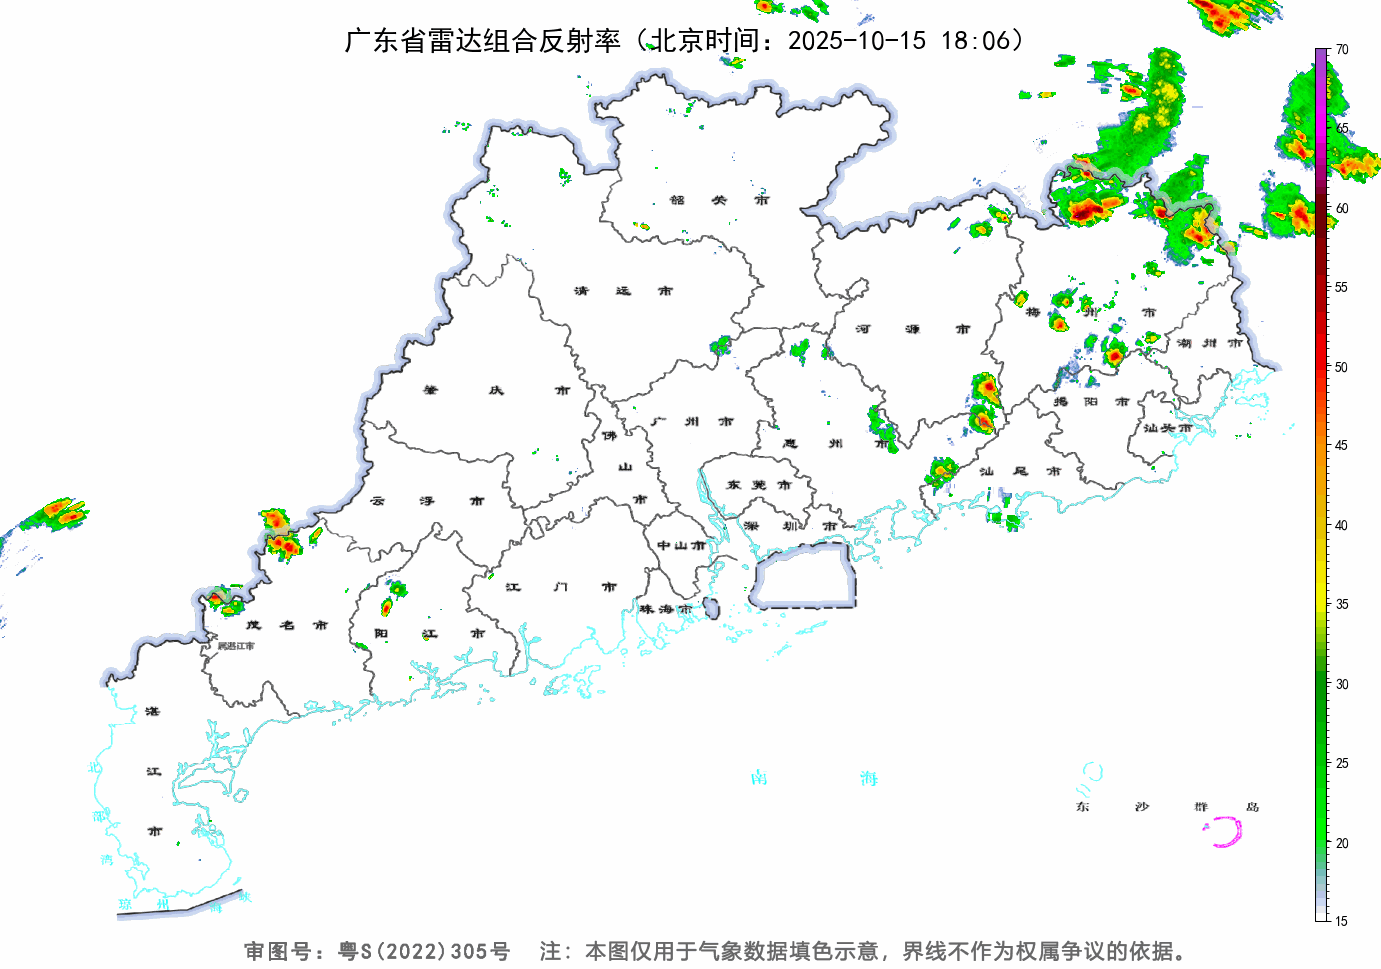 广东省雷达组合反射率（北京时间：2025-10-15 18:06）
70
65
60
55
50
45
40
35
30
25
20
15
韶关市
清远市
河源市
梅州市
潮州市
肇庆市
揭阳市
广州市
汕头市
佛山市
惠州市
汕尾市
云浮市
东莞市
深圳市
中山市
江门市
珠海市
茂名市
阳江市
属湛江市
湛江市
北部湾
南海
东沙群岛
琼州海峡
审图号：粤S(2022)305号 注：本图仅用于气象数据填色示意，界线不作为权属争议的依据。